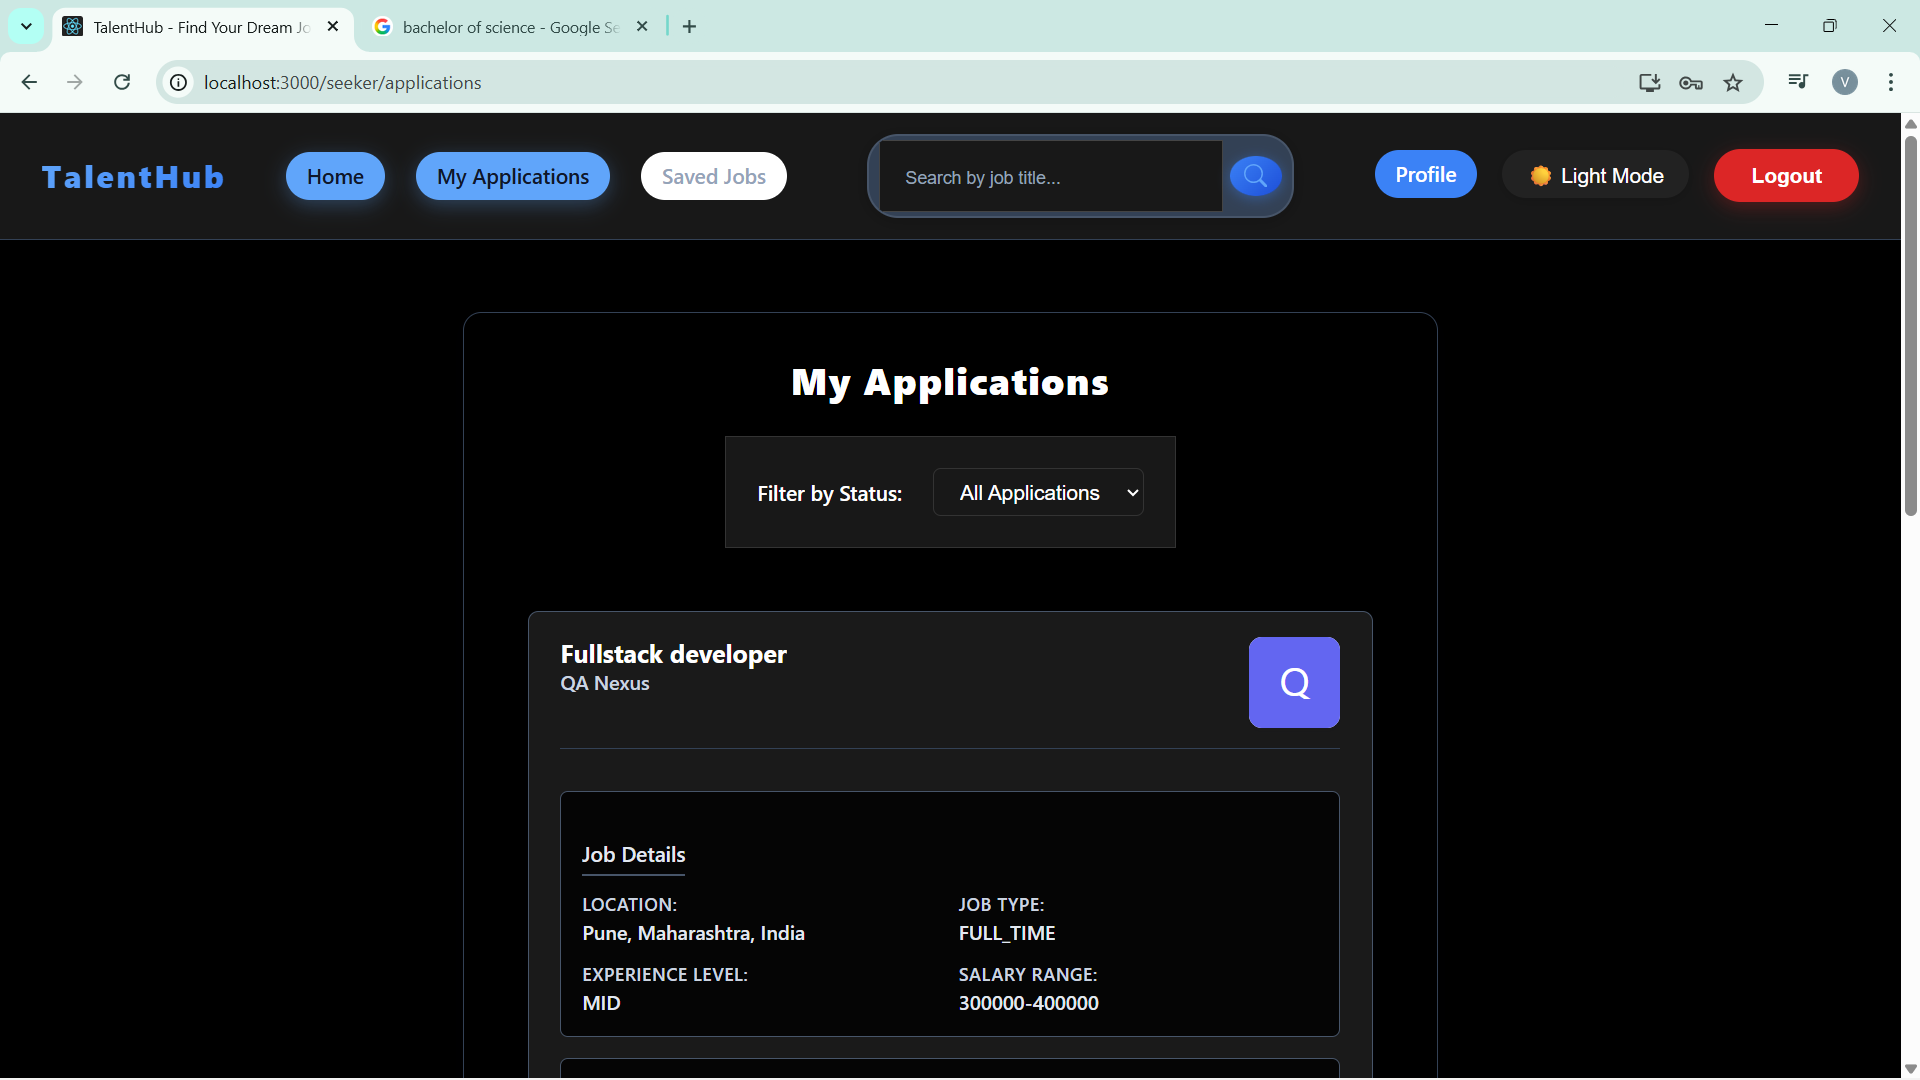 TalentHub - Find Your Dream Jo
bachelor of science - Google Se
localhost:3000/seeker/applications
V
TalentHub
Home
My Applications
Saved Jobs
Search by job title...
Profile
Light Mode
Logout
My Applications
Filter by Status:
All Applications
Fullstack developer
QA Nexus
Q
Job Details
LOCATION:
JOB TYPE:
Pune, Maharashtra, India
FULL_TIME
EXPERIENCE LEVEL:
SALARY RANGE:
MID
300000-400000